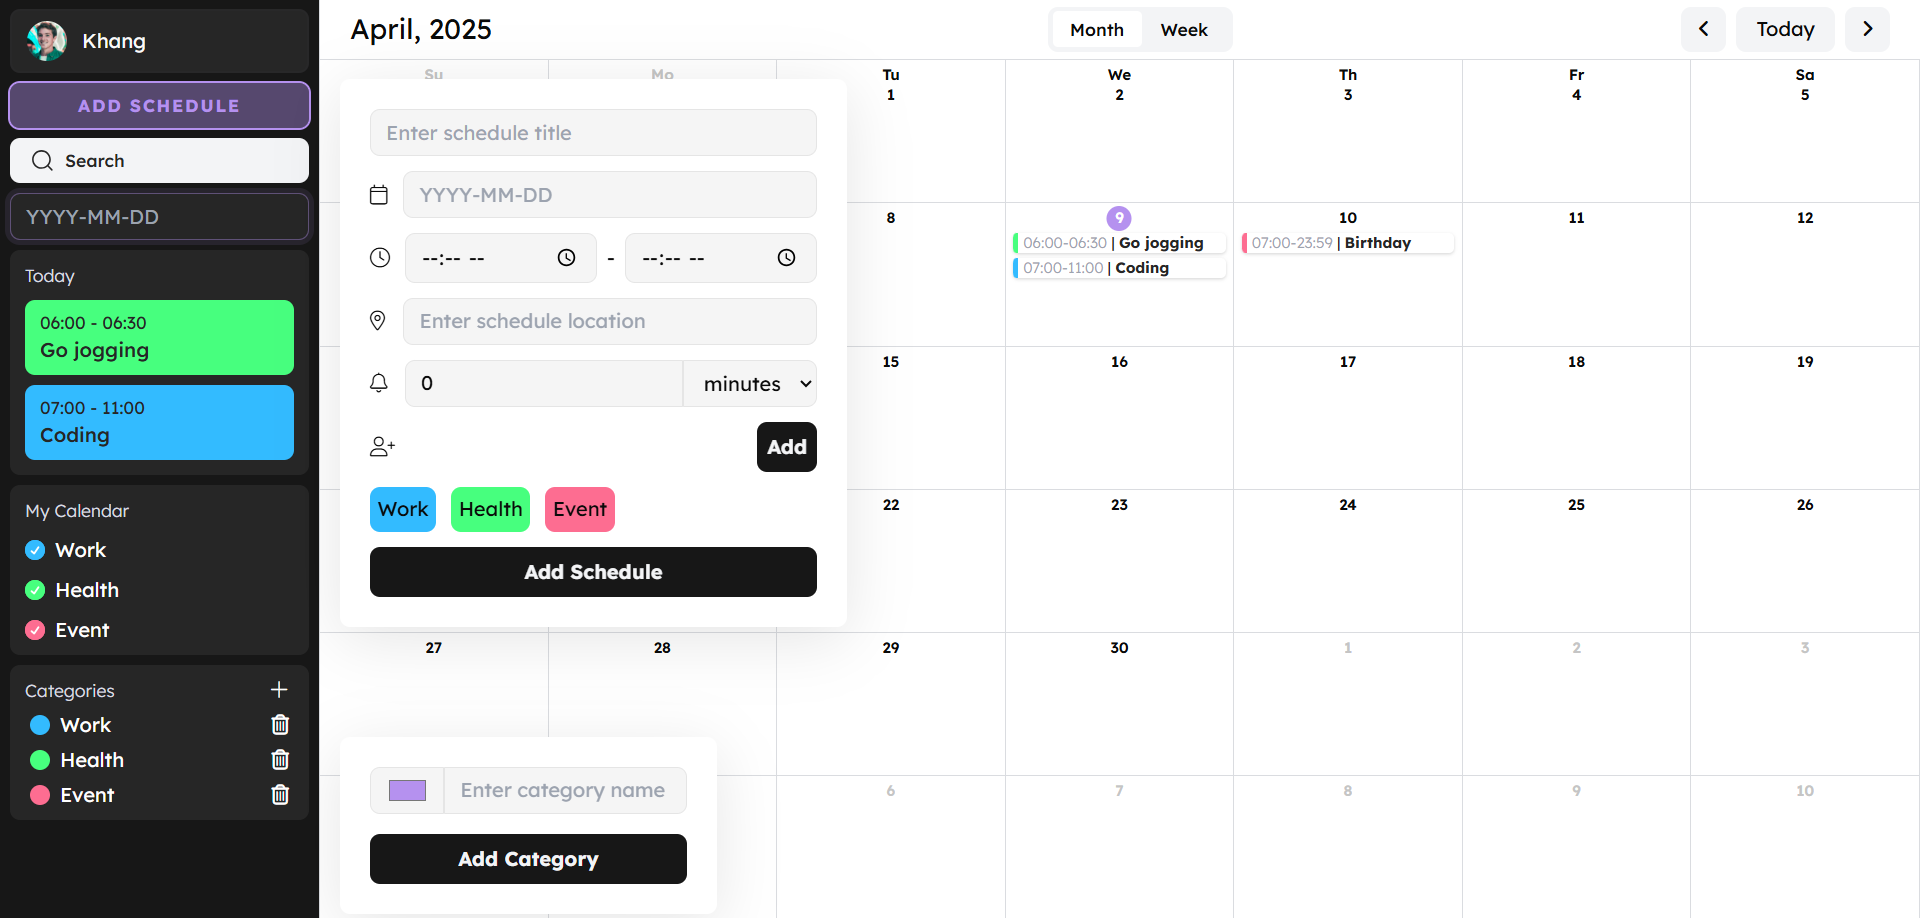 Khang
ADD SCHEDULE
Search
YYYY-MM-DD
Today
06:00 - 06:30
Go jogging
07:00 - 11:00
Coding
My Calendar
Work
Health
Event
Categories
Work
Health
Event
April, 2025
Month Week
Today
Su Mo Tu We Th Fr Sa
1 2 3 4 5
Enter schedule title
YYYY-MM-DD
--:-- -- - --:-- --
Enter schedule location
0 minutes
Add
Work Health Event
Add Schedule
8 9 10 11 12
06:00-06:30 | Go jogging
07:00-11:00 | Coding
07:00-23:59 | Birthday
15 16 17 18 19
22 23 24 25 26
27 28 29 30 1 2 3
6 7 8 9 10
Enter category name
Add Category